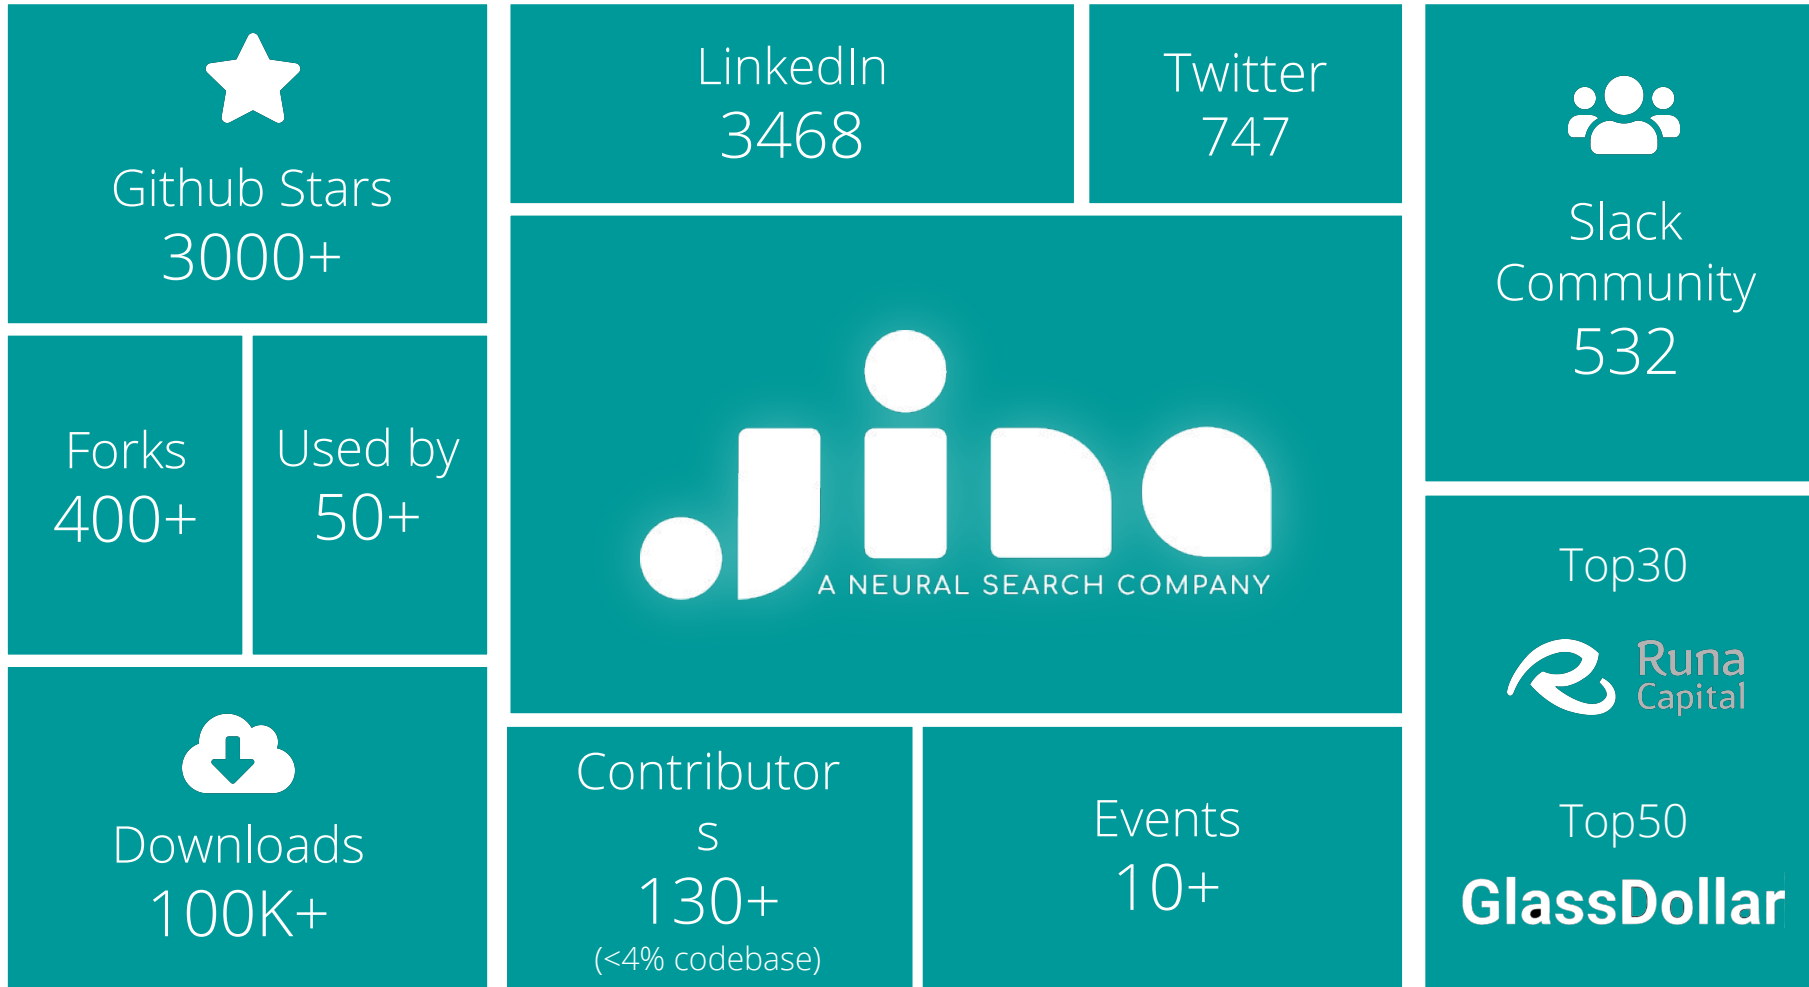 Github Stars
3000+
Forks
400+
Used by
50+
Downloads
100K+
LinkedIn
3468
Twitter
747
jina
A NEURAL SEARCH COMPANY
Contributor
s
130+
(<4% codebase)
Events
10+
Slack
Community
532
Top30
Runa
Capital
Top50
GlassDollar